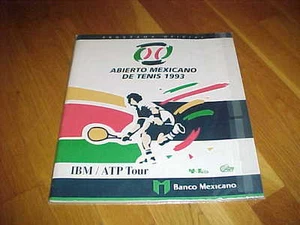 PROGRAMA OFICIAL
ABIERTO MEXICANO
DE TENIS 1993
IBM / ATP Tour
Banco Mexicano